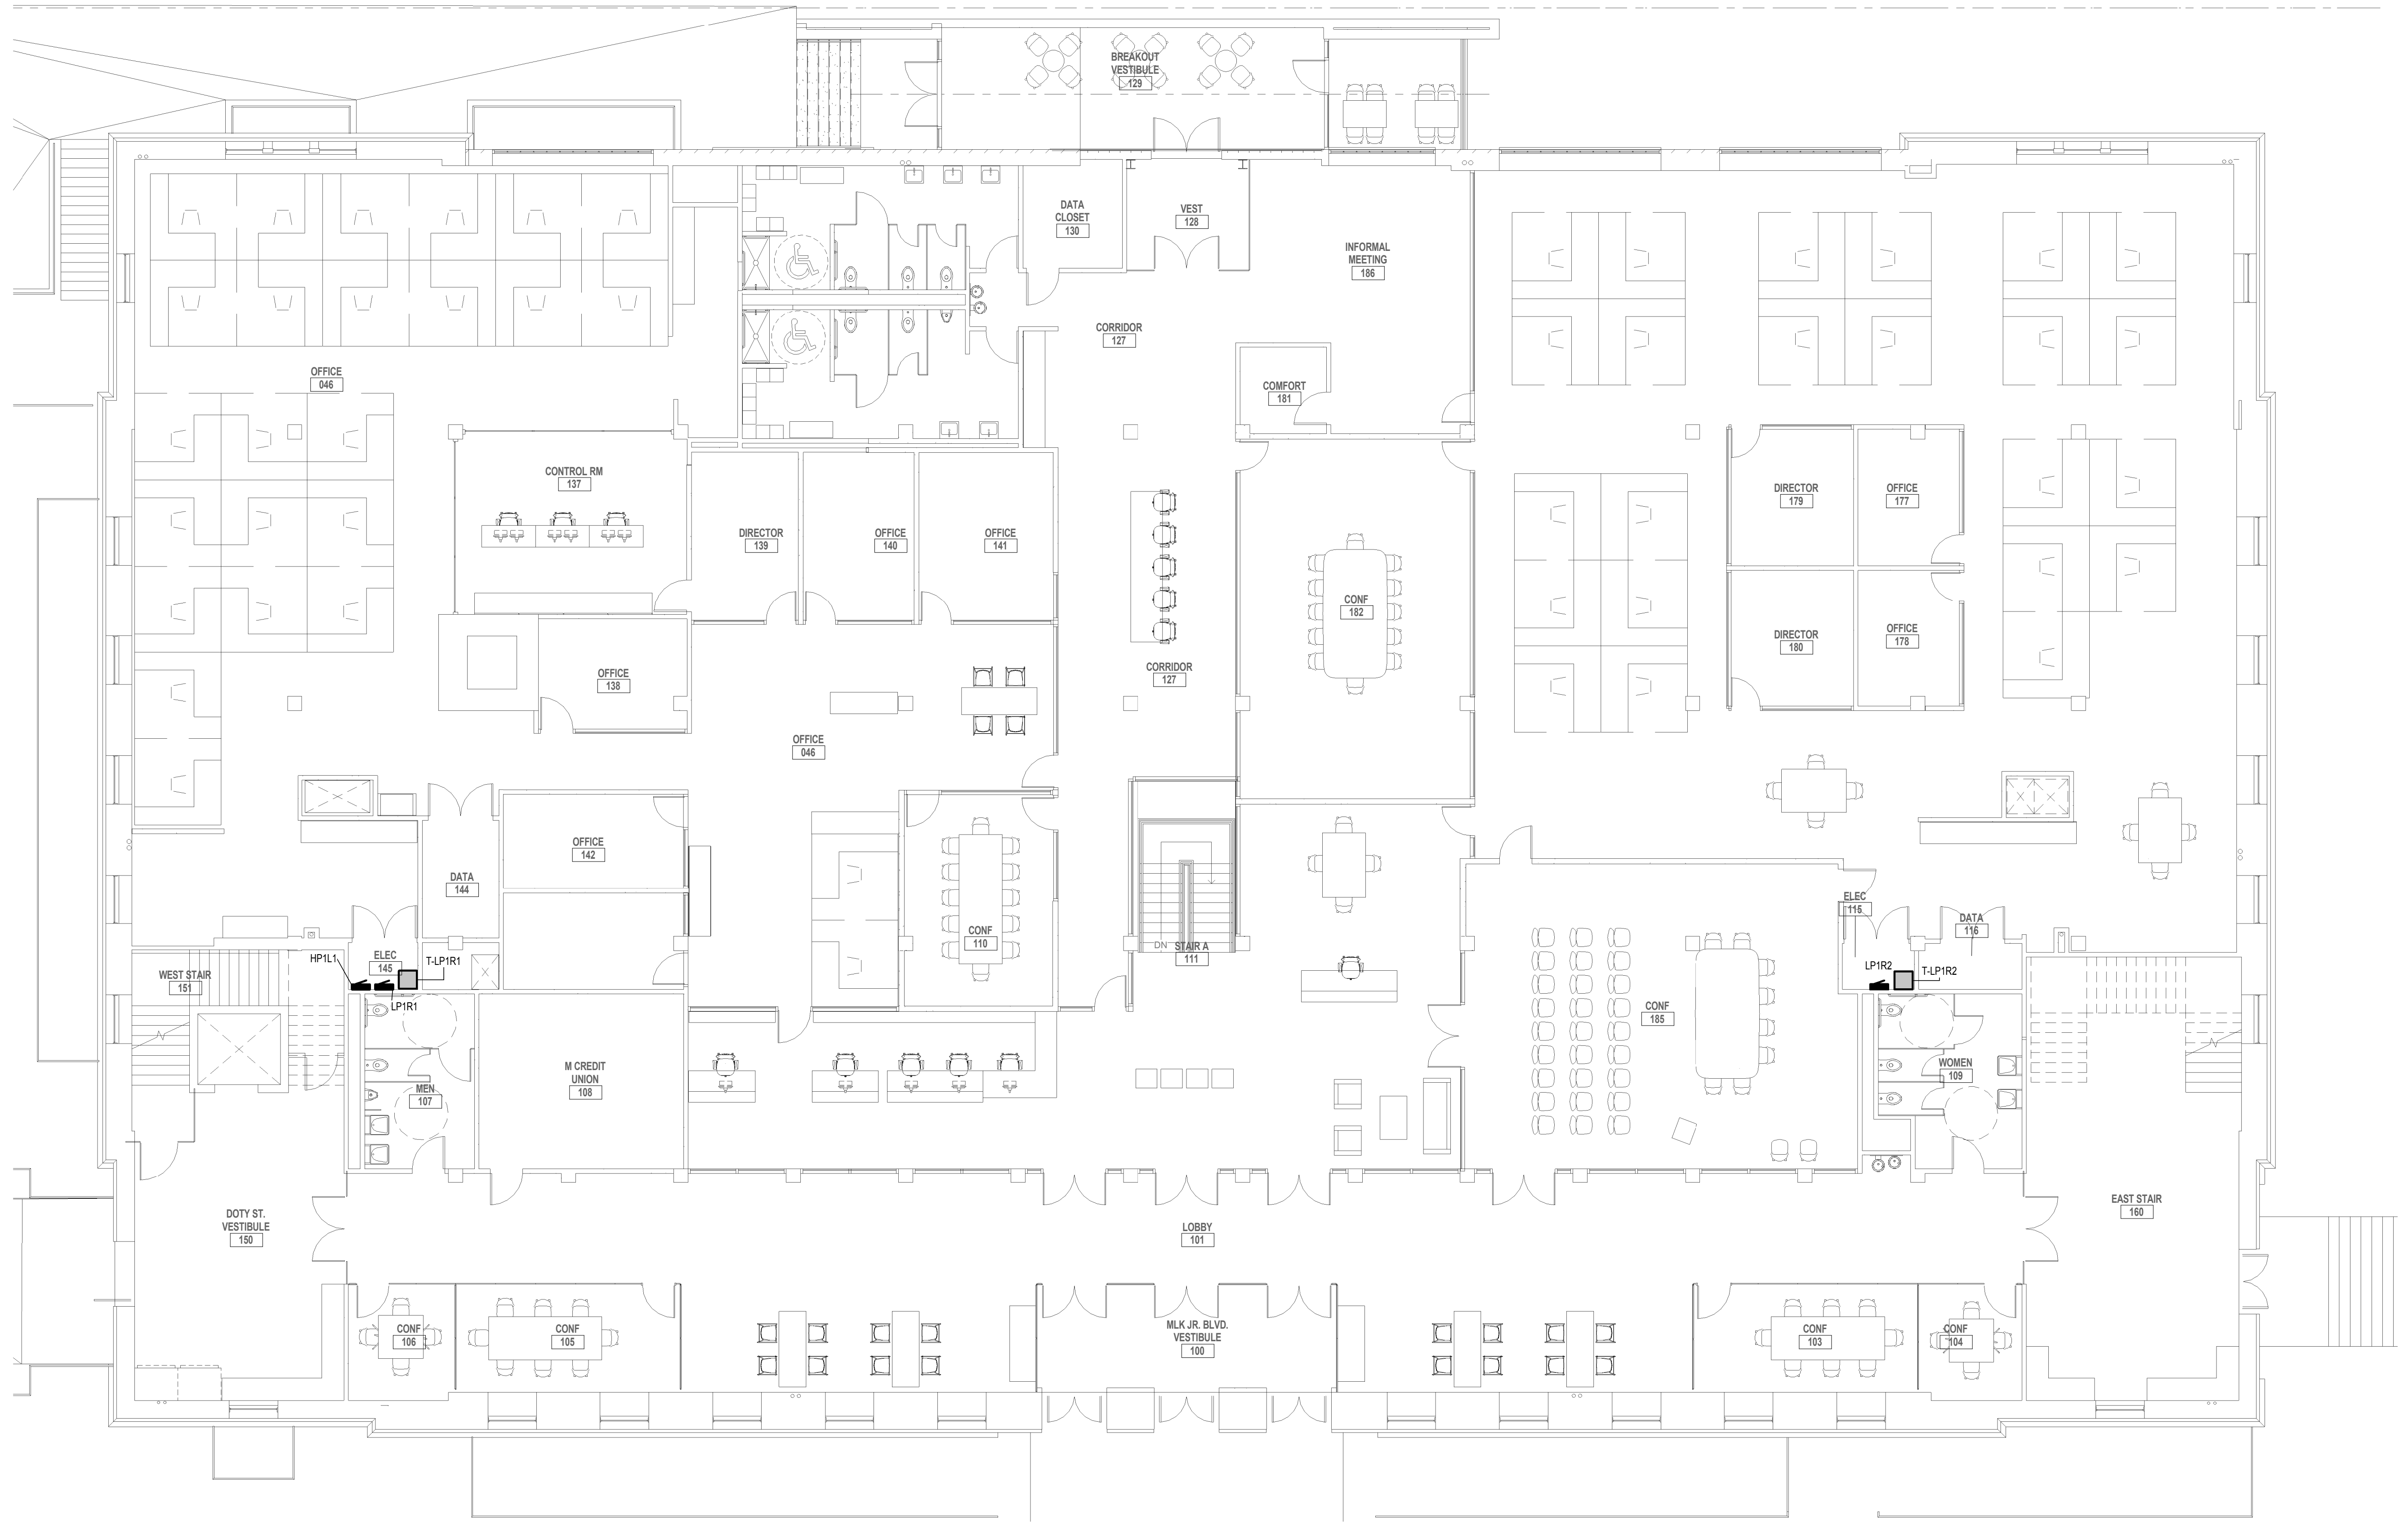 BREAKOUT
VESTIBULE
129
DATA
CLOSET
130
VEST
128
INFORMAL
MEETING
186
CORRIDOR
127
OFFICE
046
COMFORT
181
CONTROL RM
137
DIRECTOR
139
OFFICE
140
OFFICE
141
DIRECTOR
179
OFFICE
177
CONF
182
DIRECTOR
180
OFFICE
178
CORRIDOR
127
OFFICE
138
OFFICE
046
OFFICE
142
DATA
144
ELEC
115
DATA
116
CONF
110
DN
STAIR A
111
HP1L1
ELEC
145
T-LP1R1
LP1R1
WEST STAIR
151
LP1R2
T-LP1R2
CONF
185
M CREDIT
UNION
108
MEN
107
WOMEN
109
DOTY ST.
VESTIBULE
150
LOBBY
101
EAST STAIR
160
CONF
106
CONF
105
MLK JR. BLVD.
VESTIBULE
100
CONF
103
CONF
104